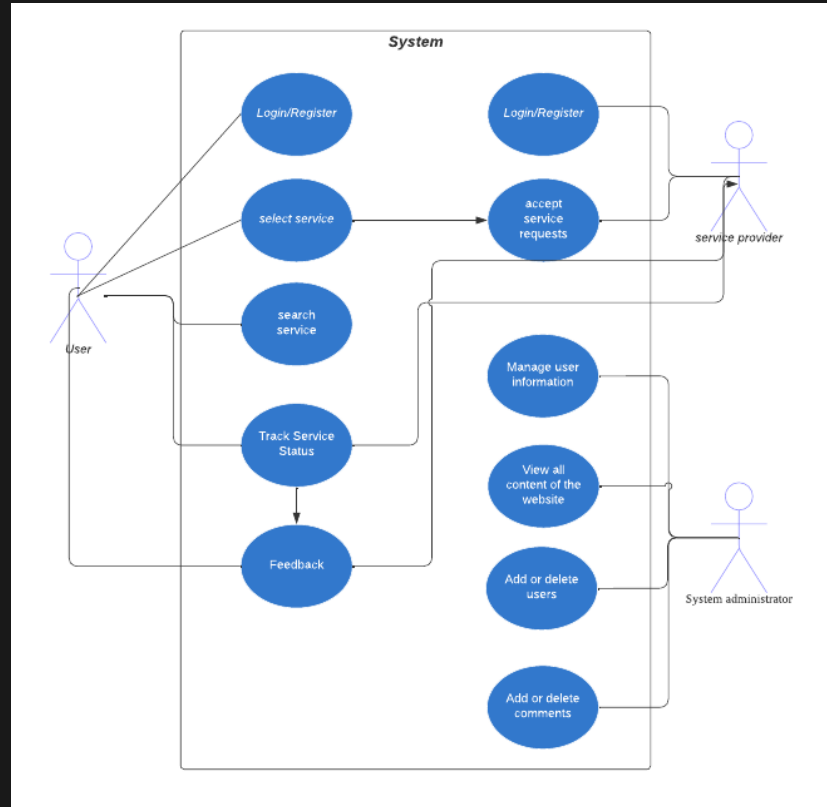 System
Login/Register
Login/Register
select service
accept
service
requests
service provider
search
service
User
Manage user
information
Track Service
Status
View all
content of the
website
Feedback
Add or delete
users
System administrator
Add or delete
comments